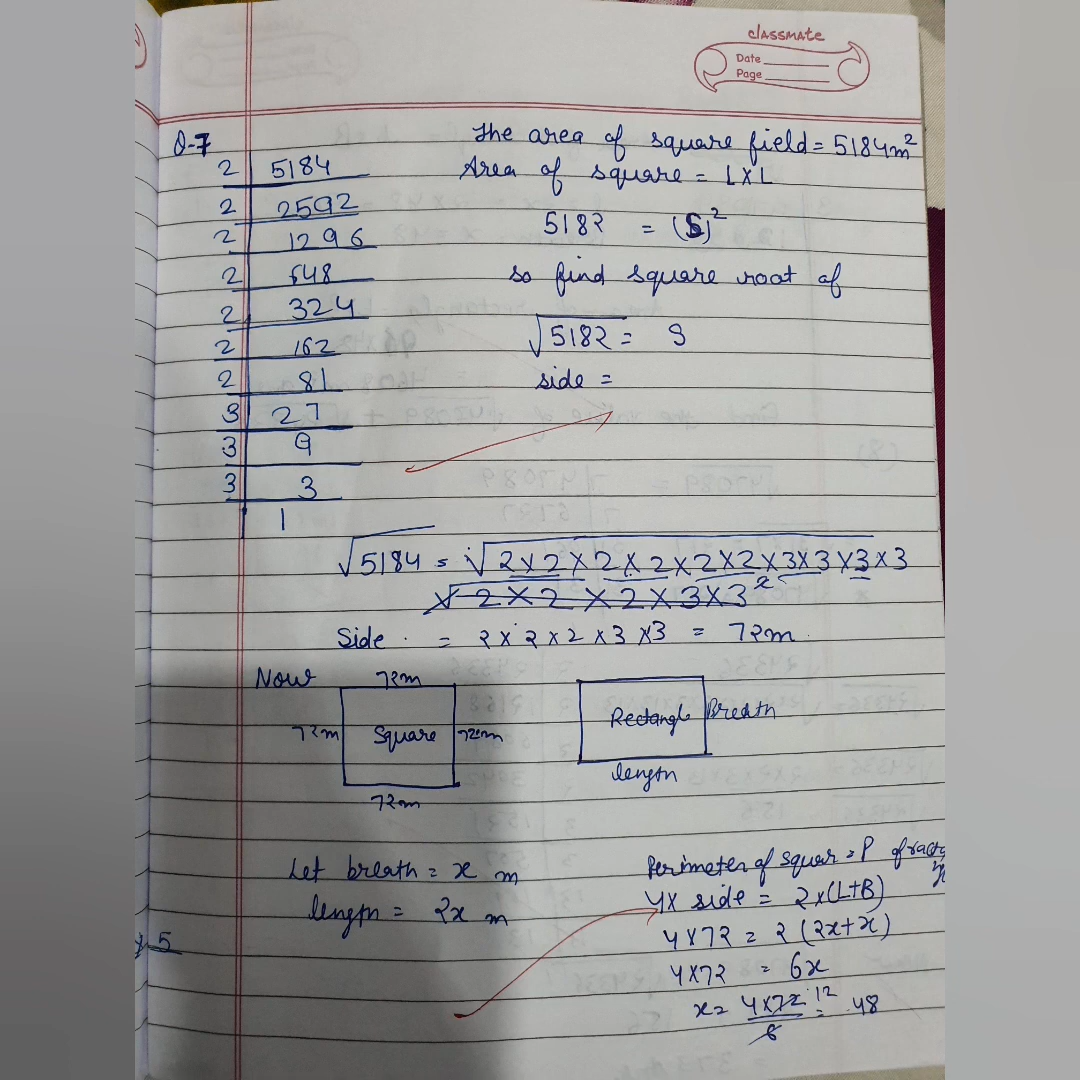 classmate
Date
Page
Q-7
The area of square field = 5184m²
Area of square = L×L
2 | 5184
2 | 2592
2 | 1296
2 | 648
2 | 324
2 | 162
2 | 81
3 | 27
3 | 9
3 | 3
1
5182 = (S)²
so find square root of
√5182 = S
side =
√5184 = √2×2×2×2×2×2×3×3×3×3
√2×2×2×3×3
Side = 2×2×2×3×3 = 72m
Now
72m
72m
Square
72m
72m
Rectangle
Breath
length
Let breath = x m
length = 2x m
Perimeter of squar = P of
4× side = 2×(L+B)
4×72 = 2(2x+x)
4×72 = 6x
x = 4×72 12 = 48
6
5